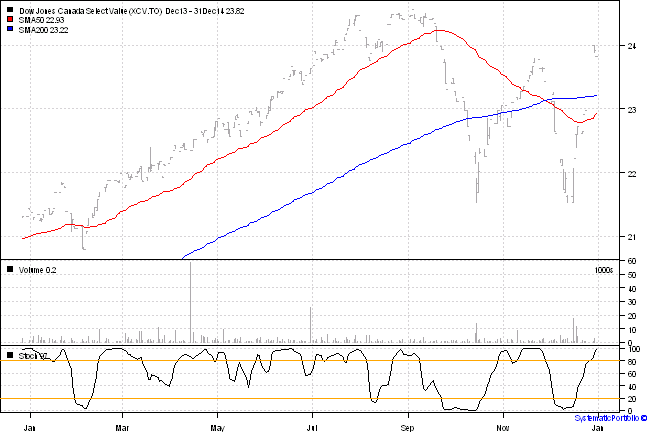 Dow Jones Canada Select Value (XCV.TO) Dec13 - 31Dec14 23.82
SMA50 22.93
SMA200 23.22
24
23
22
21
Volume 0.2
1000s
60
50
40
30
20
10
0
100
80
60
40
20
0
Jan Mar May Jul Sep Nov Jan
SystematicPortfolio ©